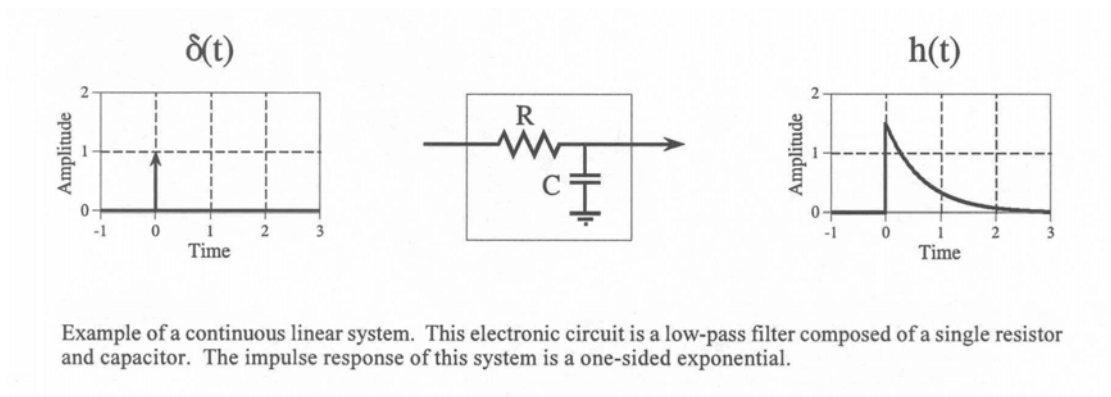 δ(t)
h(t)
2
1
0
Amplitude
-1 0 1 2 3
Time
R
C
2
1
0
Amplitude
-1 0 1 2 3
Time
Example of a continuous linear system.  This electronic circuit is a low-pass filter composed of a single resistor
and capacitor.  The impulse response of this system is a one-sided exponential.